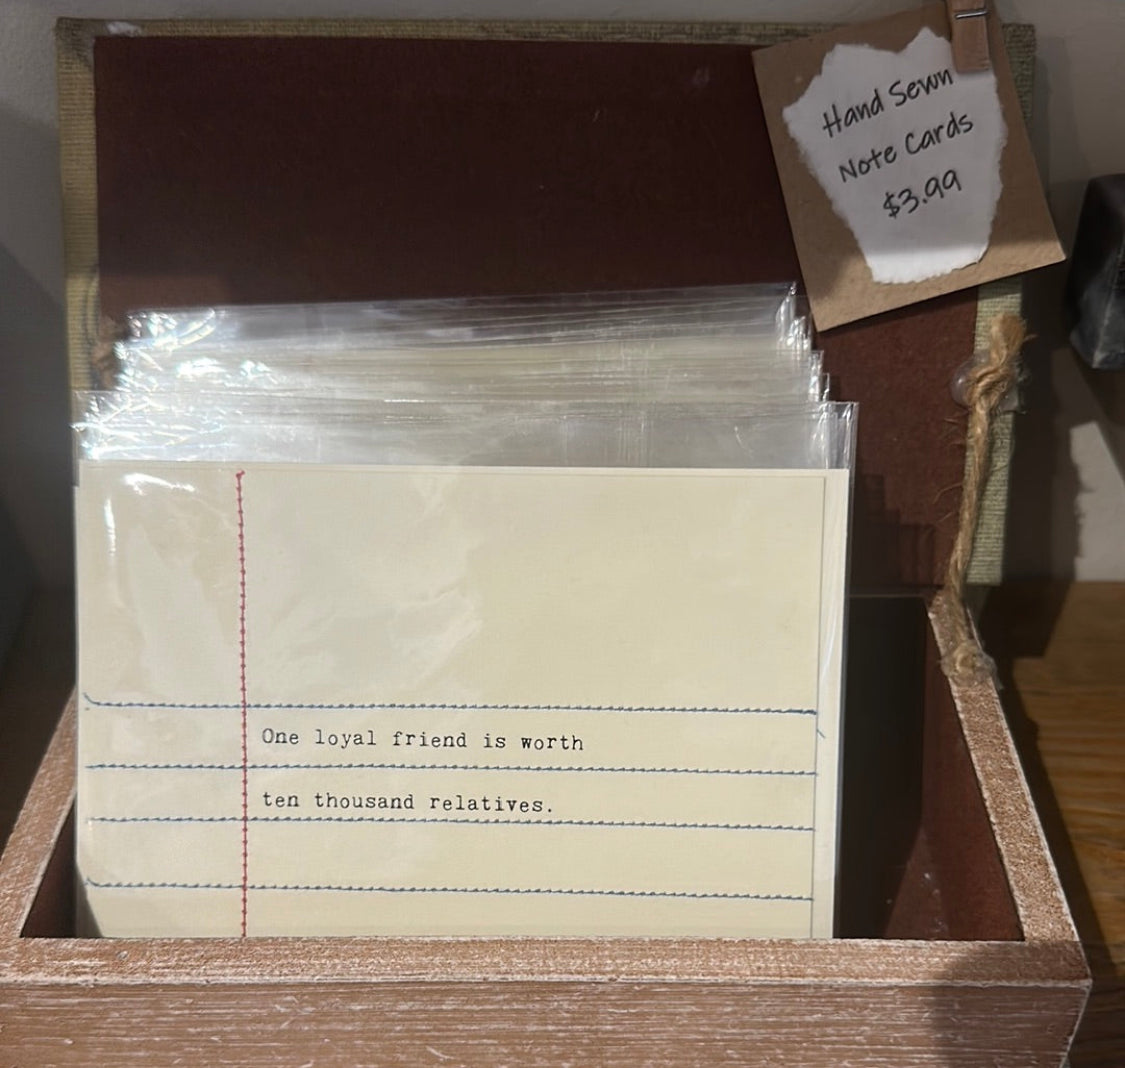 Hand Sewn
Note Cards
$3.99
One loyal friend is worth
ten thousand relatives.